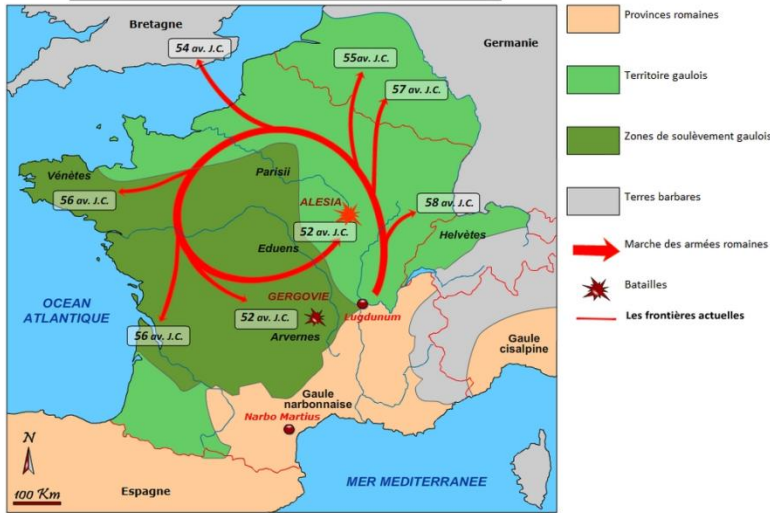 Bretagne
Germanie
54 av. J.C.
55av. J.C.
57 av. J.C.
Vénètes
Parisii
56 av. J.C.
ALESIA
58 av. J.C.
52 av. J.C.
Helvètes
Eduens
OCEAN
ATLANTIQUE
GERGOVIE
52 av. J.C.
Lugdunum
56 av. J.C.
Arvernes
Gaule
cisalpine
Gaule
narbonnaise
Narbo Martius
N
100 Km
Espagne
MER MEDITERRANEE
Provinces romaines
Territoire gaulois
Zones de soulèvement gaulois
Terres barbares
Marche des armées romaines
Batailles
Les frontières actuelles